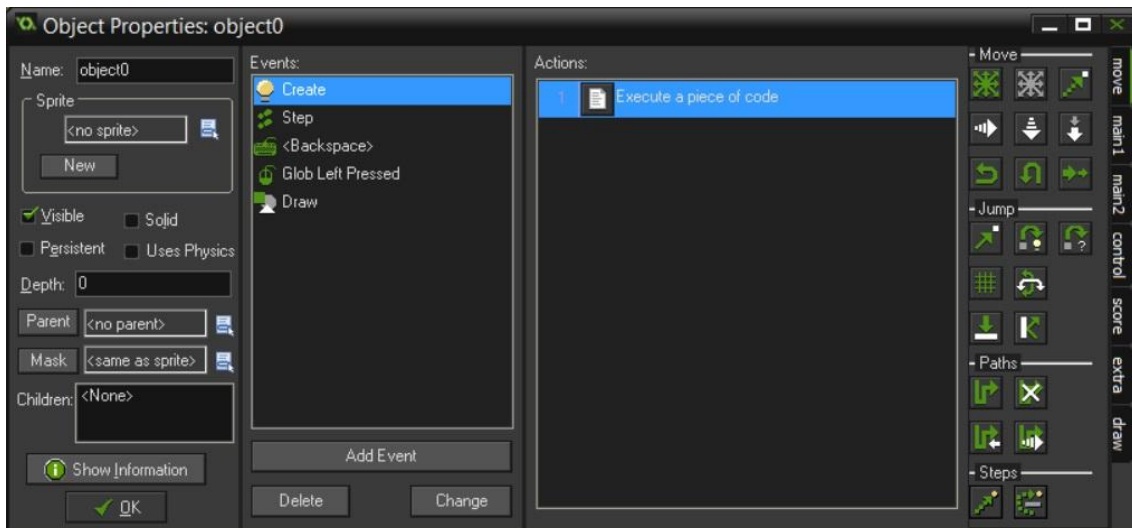 Object Properties: object0
Name: object0
Sprite
<no sprite>
New
Visible
Solid
Persistent
Uses Physics
Depth: 0
Parent <no parent>
Mask <same as sprite>
Children: <None>
Show Information
OK
Events:
Create
Step
<Backspace>
Glob Left Pressed
Draw
Add Event
Delete
Change
Actions:
1 Execute a piece of code
Move
Jump
?
Paths
Steps
move
main1
main2
control
score
extra
draw